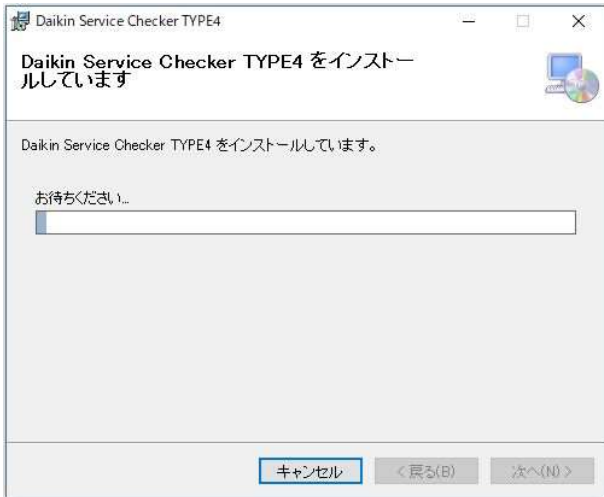 Daikin Service Checker TYPE4
Daikin Service Checker TYPE4 をインストー
ルしています
Daikin Service Checker TYPE4 をインストールしています。
お待ちください...
キャンセル
< 戻る(B)
次へ(N) >